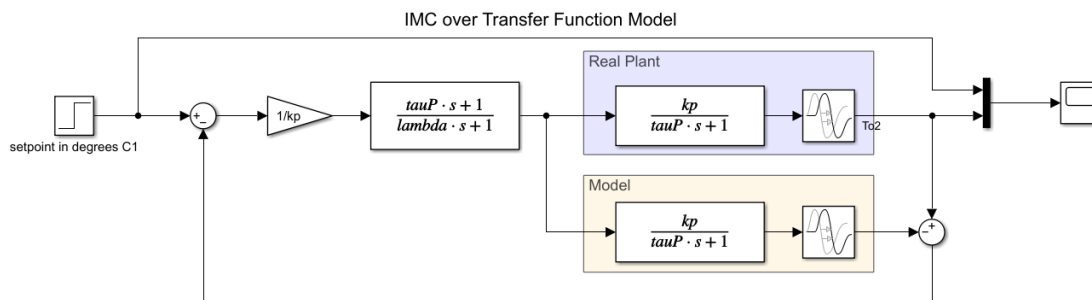 IMC over Transfer Function Model
Real Plant
1/kp
tauP · s + 1
lambda · s + 1
kp
tauP · s + 1
To2
+
−
setpoint in degrees C1
Model
kp
tauP · s + 1
+
−